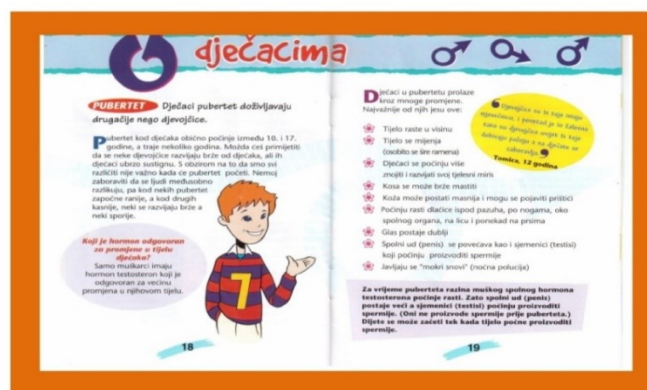 dječacima
PUBERTET Dječaci pubertet doživljavaju
drugačije nego djevojčice.
Pubertet kod dječaka obično počinje između 10. i 17.
godine, a traje nekoliko godina. Možda ćeš primijetiti
da se neke djevojčice razvijaju brže od dječaka, ali ih
dječaci ubrzo sustignu. S obzirom na to da smo svi
različiti nije važno kada će pubertet početi. Nemoj
zaboraviti da se ljudi međusobno
razlikuju, pa kod nekih pubertet
započne ranije, a kod drugih
kasnije, neki se razvijaju brže a
neki sporije.
Koji je hormon odgovoran
za promjene u tijelu
dječaka?
Samo muškarci imaju
hormon testosteron koji je
odgovoran za većinu
promjena u njihovom tijelu.
7
18
Dječaci u pubertetu prolaze
kroz mnoge promjene.
Najvažnije od njih jesu ove:
Tomica, 12 godina
Tijelo raste u visinu
Tijelo se mijenja
(osobito se šire ramena)
Dječaci se počinju više
znojiti i razvijati svoj tjelesni miris
Kosa se može brže mastiti
Koža može postati masnija i mogu se pojaviti prištići
Počinju rasti dlačice ispod pazuha, po nogama, oko
spolnog organa, na licu i ponekad na prsima
Glas postaje dublji
Spolni ud (penis) se povećava kao i sjemenici (testisi)
koji počinju proizvoditi spermije
Javljaju se "mokri snovi" (noćna polucija)
Za vrijeme puberteta razina muškog spolnog hormona
testosterona počinje rasti. Zato spolni ud (penis)
postaje veći a sjemenici (testisi) počinju proizvoditi
spermije. (Oni ne proizvode spermije prije puberteta.)
Dijete se može začeti tek kada tijelo počne proizvoditi
spermije.
19